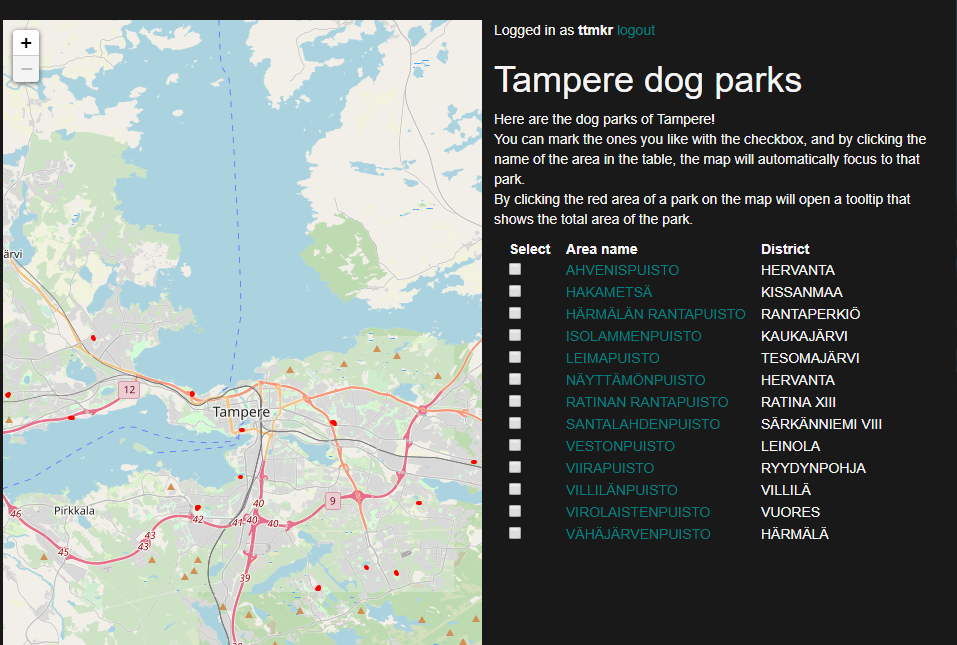 +
−
ärvi
12
Tampere
9
Pirkkala
46
45
43
43
42
41
40
40
40
39
38
Logged in as ttmkr logout
Tampere dog parks
Here are the dog parks of Tampere!
You can mark the ones you like with the checkbox, and by clicking the
name of the area in the table, the map will automatically focus to that
park.
By clicking the red area of a park on the map will open a tooltip that
shows the total area of the park.
Select Area name District
AHVENISPUISTO HERVANTA
HAKAMETSÄ KISSANMAA
HÄRMÄLÄN RANTAPUISTO RANTAPERKIÖ
ISOLAMMENPUISTO KAUKAJÄRVI
LEIMAPUISTO TESOMAJÄRVI
NÄYTTÄMÖNPUISTO HERVANTA
RATINAN RANTAPUISTO RATINA XIII
SANTALAHDENPUISTO SÄRKÄNNIEMI VIII
VESTONPUISTO LEINOLA
VIIRAPUISTO RYYDYNPOHJA
VILLILÄNPUISTO VILLILÄ
VIROLAISTENPUISTO VUORES
VÄHÄJÄRVENPUISTO HÄRMÄLÄ